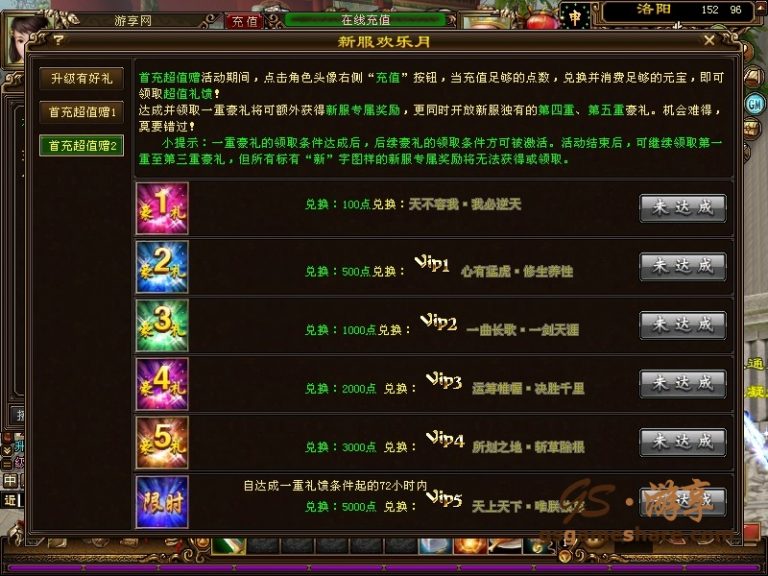 游享网
充值
在线充值
申
洛阳 152 96
?
新服欢乐月
升级有好礼
首充超值赠1
首充超值赠2
首充超值赠活动期间，点击角色头像右侧“充值”按钮，当充值足够的点数，兑换并消费足够的元宝，即可
领取超值礼馈！
达成并领取一重豪礼将可额外获得新服专属奖励，更同时开放新服独有的第四重、第五重豪礼。机会难得，
莫要错过！
小提示：一重豪礼的领取条件达成后，后续豪礼的领取条件方可被激活。活动结束后，可继续领取第一
重至第三重豪礼，但所有标有“新”字图样的新服专属奖励将无法获得或领取。
豪1礼
兑换：100点兑换：天不容我·我必逆天
未达成
豪2礼
兑换：500点兑换： Vip1 心有猛虎·修生养性
未达成
豪3礼
兑换：1000点兑换： Vip2 一曲长歌·一剑天涯
未达成
豪4礼
兑换：2000点 兑换： Vip3 运筹帷幄·决胜千里
未达成
豪5礼
兑换：3000点 兑换： Vip4 所划之地·斩草除根
未达成
限时
自达成一重礼馈条件起的72小时内
兑换：5000点 兑换： Vip5 天上天下·唯
GS·游享
GM